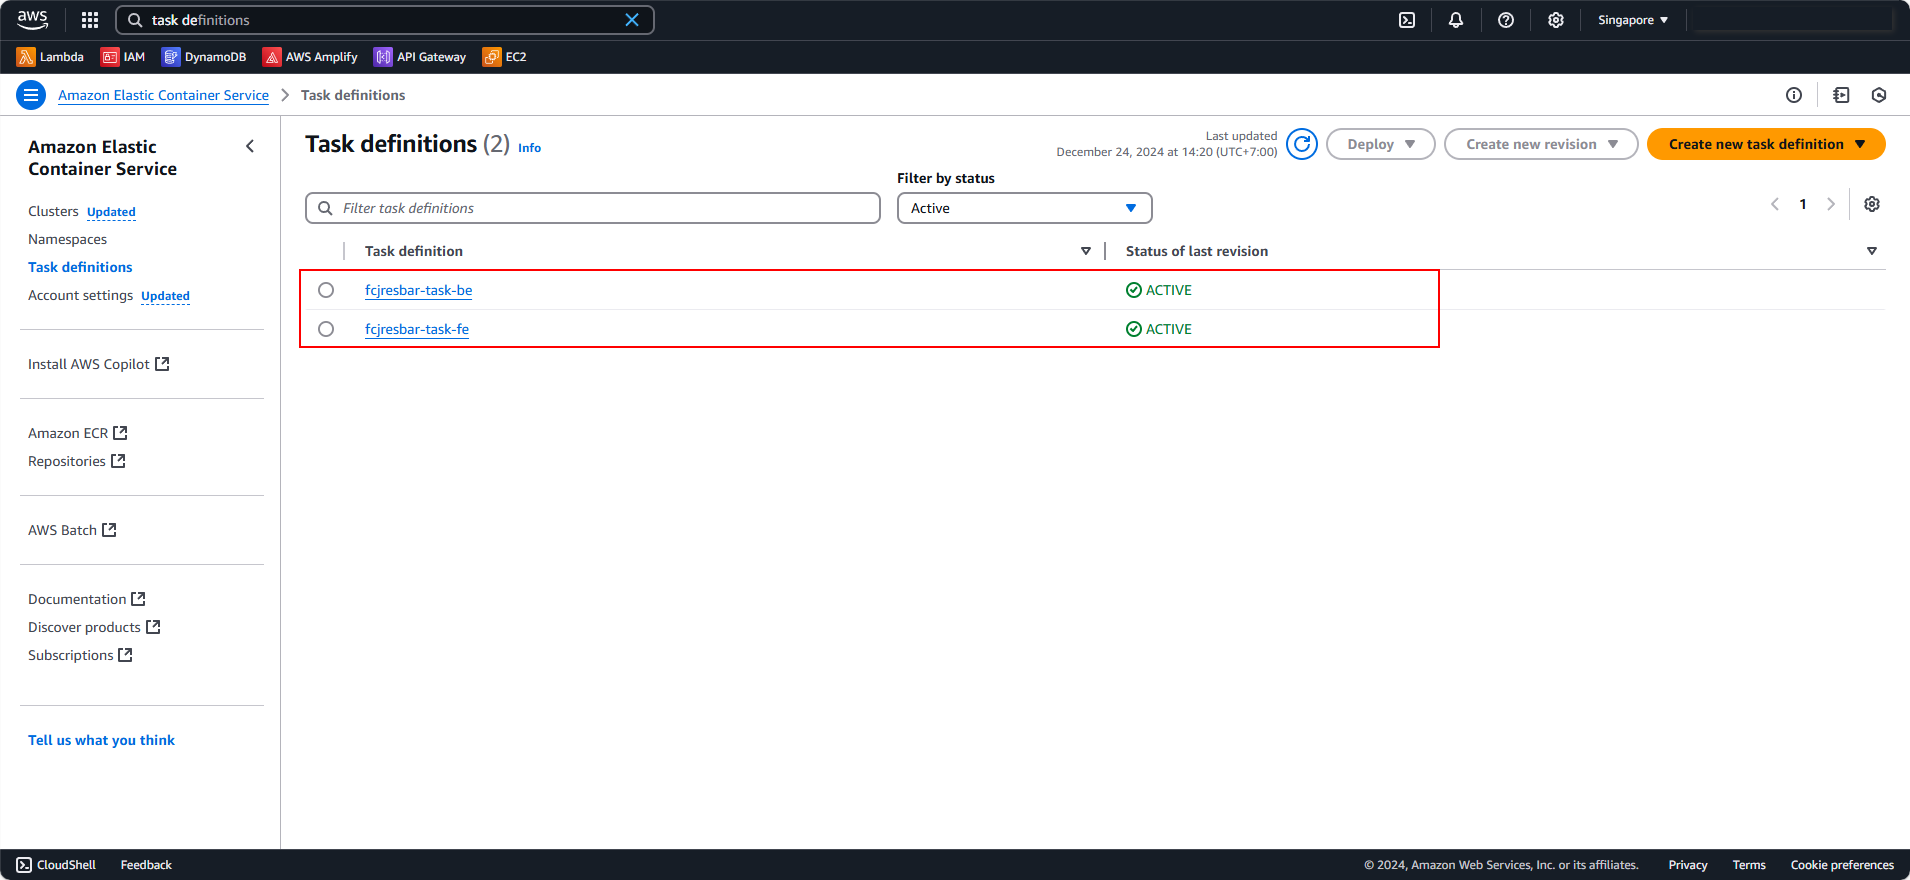 aws
task definitions
Singapore
Lambda
IAM
DynamoDB
AWS Amplify
API Gateway
EC2
Amazon Elastic Container Service
Task definitions
Amazon Elastic
Container Service
Clusters Updated
Namespaces
Task definitions
Account settings Updated
Install AWS Copilot
Amazon ECR
Repositories
AWS Batch
Documentation
Discover products
Subscriptions
Tell us what you think
Task definitions (2) Info
Last updated
December 24, 2024 at 14:20 (UTC+7:00)
Deploy
Create new revision
Create new task definition
Filter by status
Filter task definitions
Active
1
Task definition
Status of last revision
fcjresbar-task-be
ACTIVE
fcjresbar-task-fe
ACTIVE
CloudShell
Feedback
© 2024, Amazon Web Services, Inc. or its affiliates.
Privacy
Terms
Cookie preferences